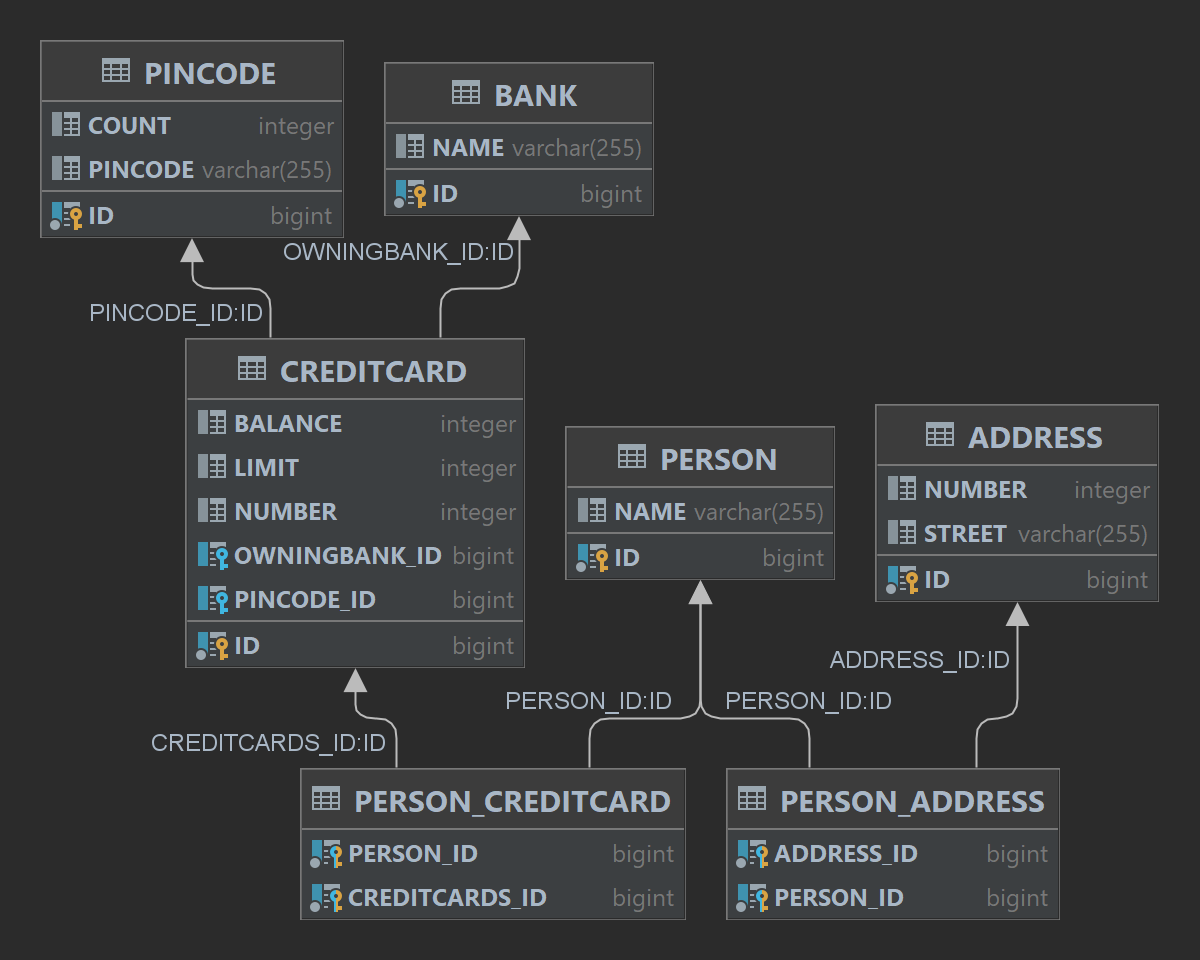 PINCODE
COUNT integer
PINCODE varchar(255)
ID bigint
BANK
NAME varchar(255)
ID bigint
PINCODE_ID:ID
OWNINGBANK_ID:ID
CREDITCARD
BALANCE integer
LIMIT integer
NUMBER integer
OWNINGBANK_ID bigint
PINCODE_ID bigint
ID bigint
PERSON
NAME varchar(255)
ID bigint
ADDRESS
NUMBER integer
STREET varchar(255)
ID bigint
CREDITCARDS_ID:ID
PERSON_ID:ID
PERSON_ID:ID
ADDRESS_ID:ID
PERSON_CREDITCARD
PERSON_ID bigint
CREDITCARDS_ID bigint
PERSON_ADDRESS
ADDRESS_ID bigint
PERSON_ID bigint